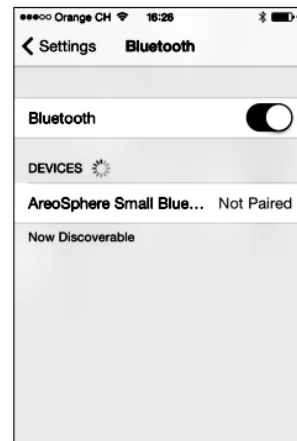 Orange CH 16:26
Settings Bluetooth
Bluetooth
DEVICES
AreoSphere Small Blue... Not Paired
Now Discoverable